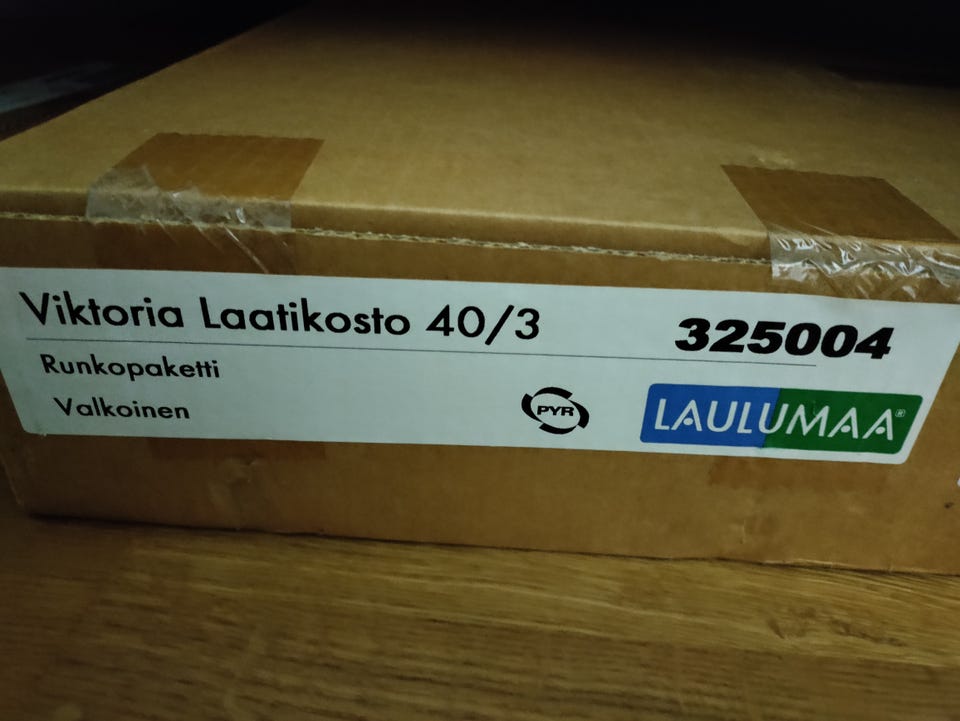 Viktoria Laatikosto 40/3
325004
Runkopaketti
Valkoinen
PYR
LAULUMAA®